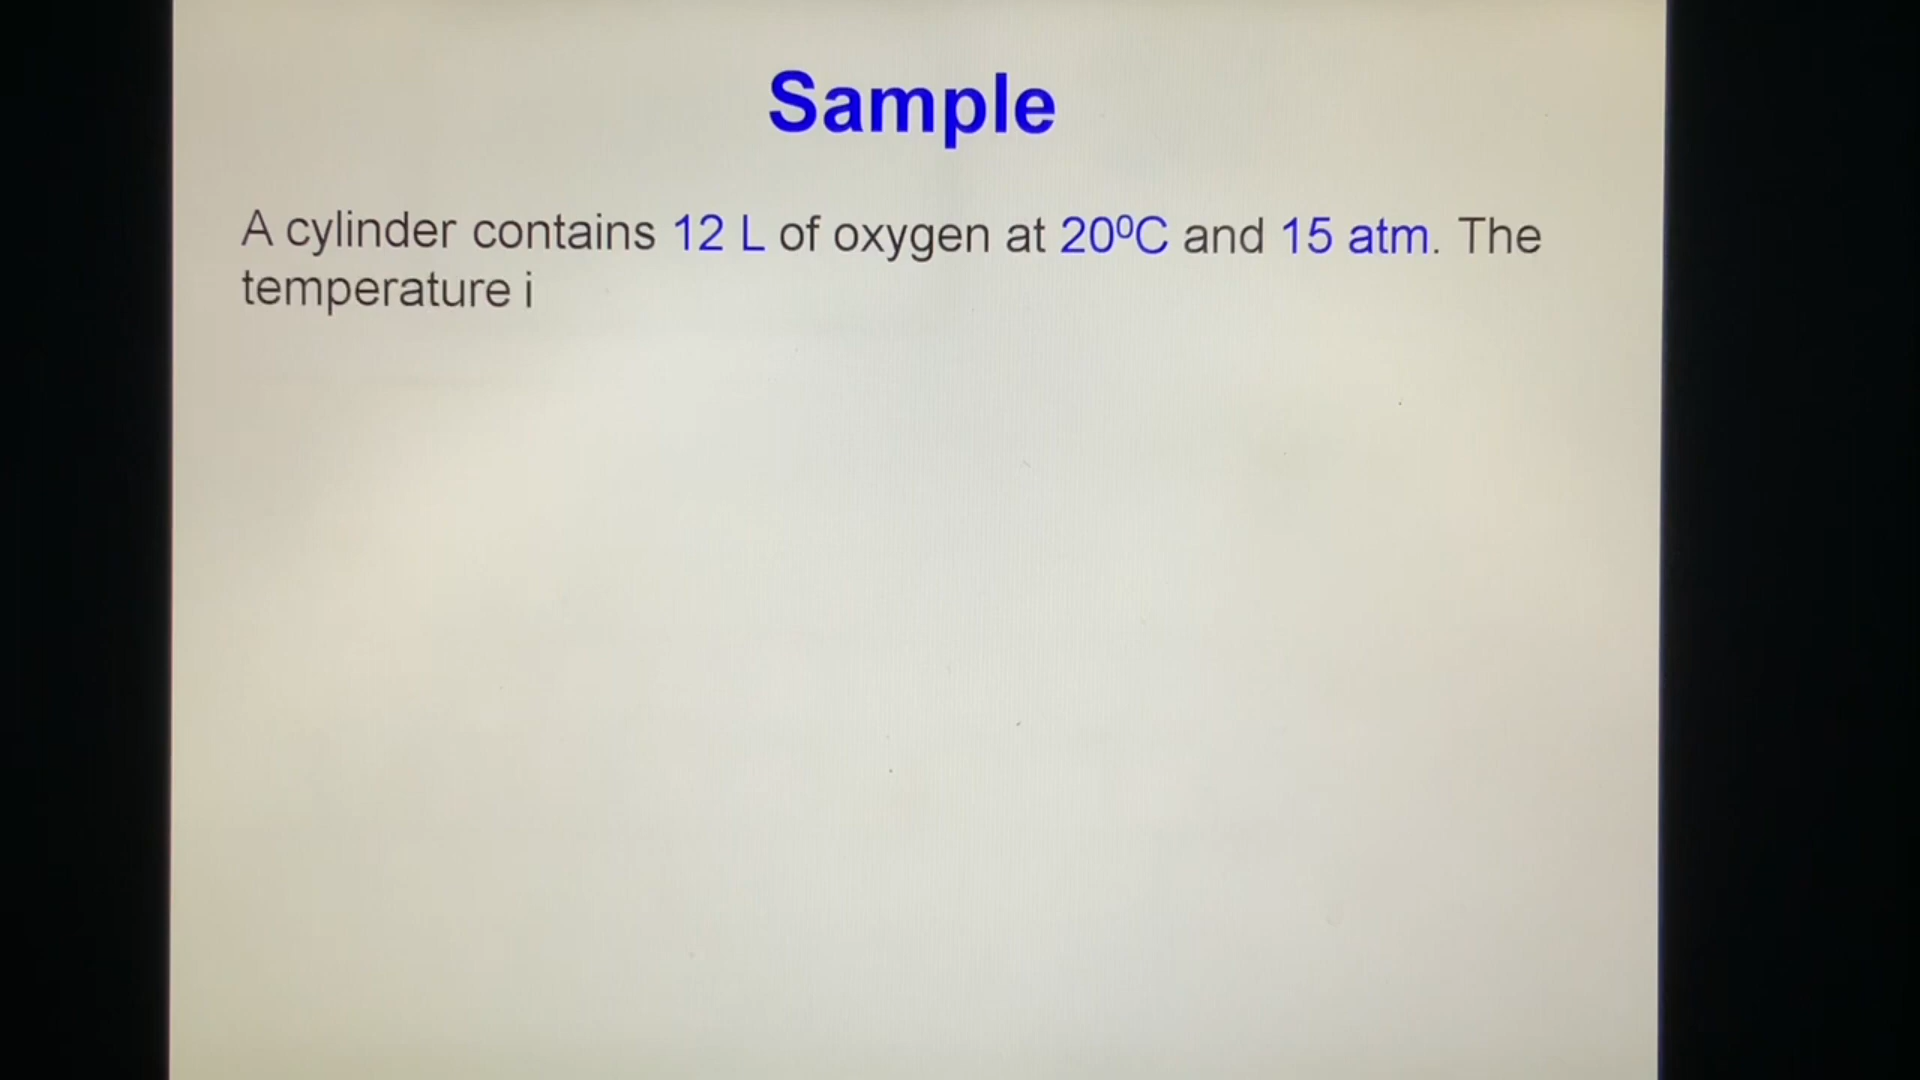 Sample
A cylinder contains 12 L of oxygen at 20⁰C and 15 atm. The
temperature i